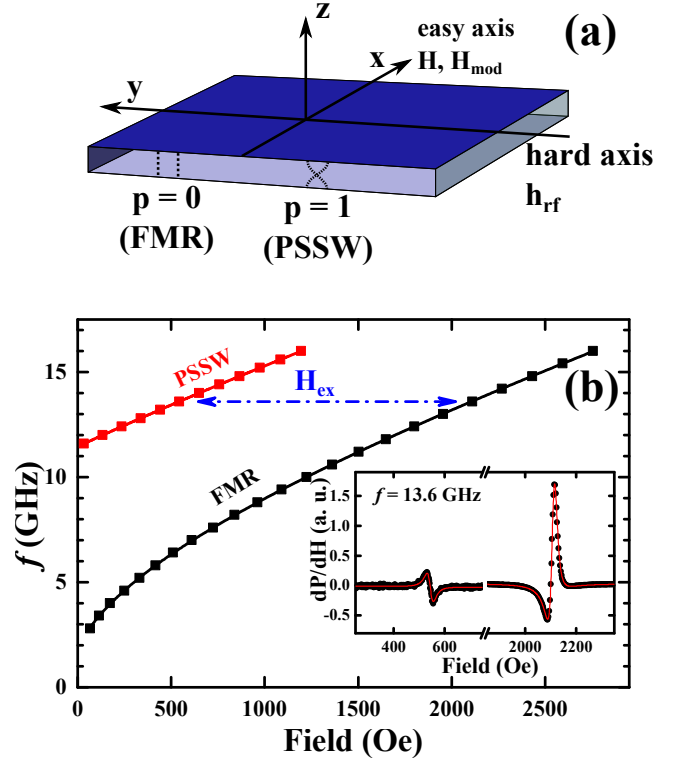 (a)
z
easy axis
H, H_mod
x
y
hard axis
h_rf
p = 0
(FMR)
p = 1
(PSSW)
(b)
PSSW
H_ex
FMR
f (GHz)
15
10
5
0
0 500 1000 1500 2000 2500
Field (Oe)
f = 13.6 GHz
dP/dH (a. u.)
1.5
1.0
0.5
0.0
-0.5
400 600 2000 2200
Field (Oe)